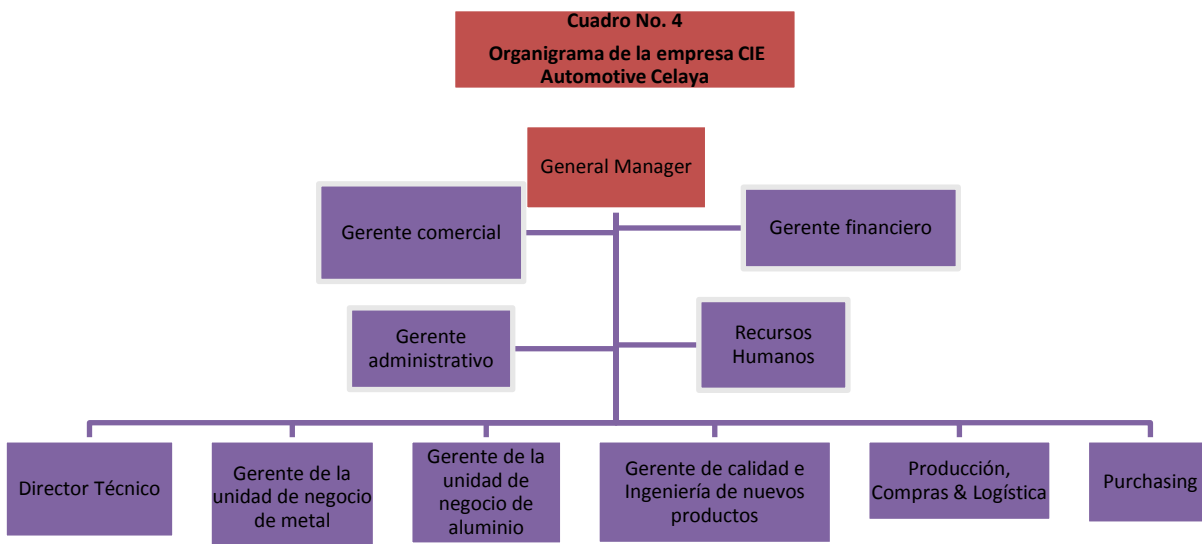 Cuadro No. 4
Organigrama de la empresa CIE
Automotive Celaya
General Manager
Gerente comercial
Gerente financiero
Gerente
administrativo
Recursos
Humanos
Director Técnico
Gerente de la
unidad de negocio
de metal
Gerente de la
unidad de
negocio de
aluminio
Gerente de calidad e
Ingeniería de nuevos
productos
Producción,
Compras & Logística
Purchasing